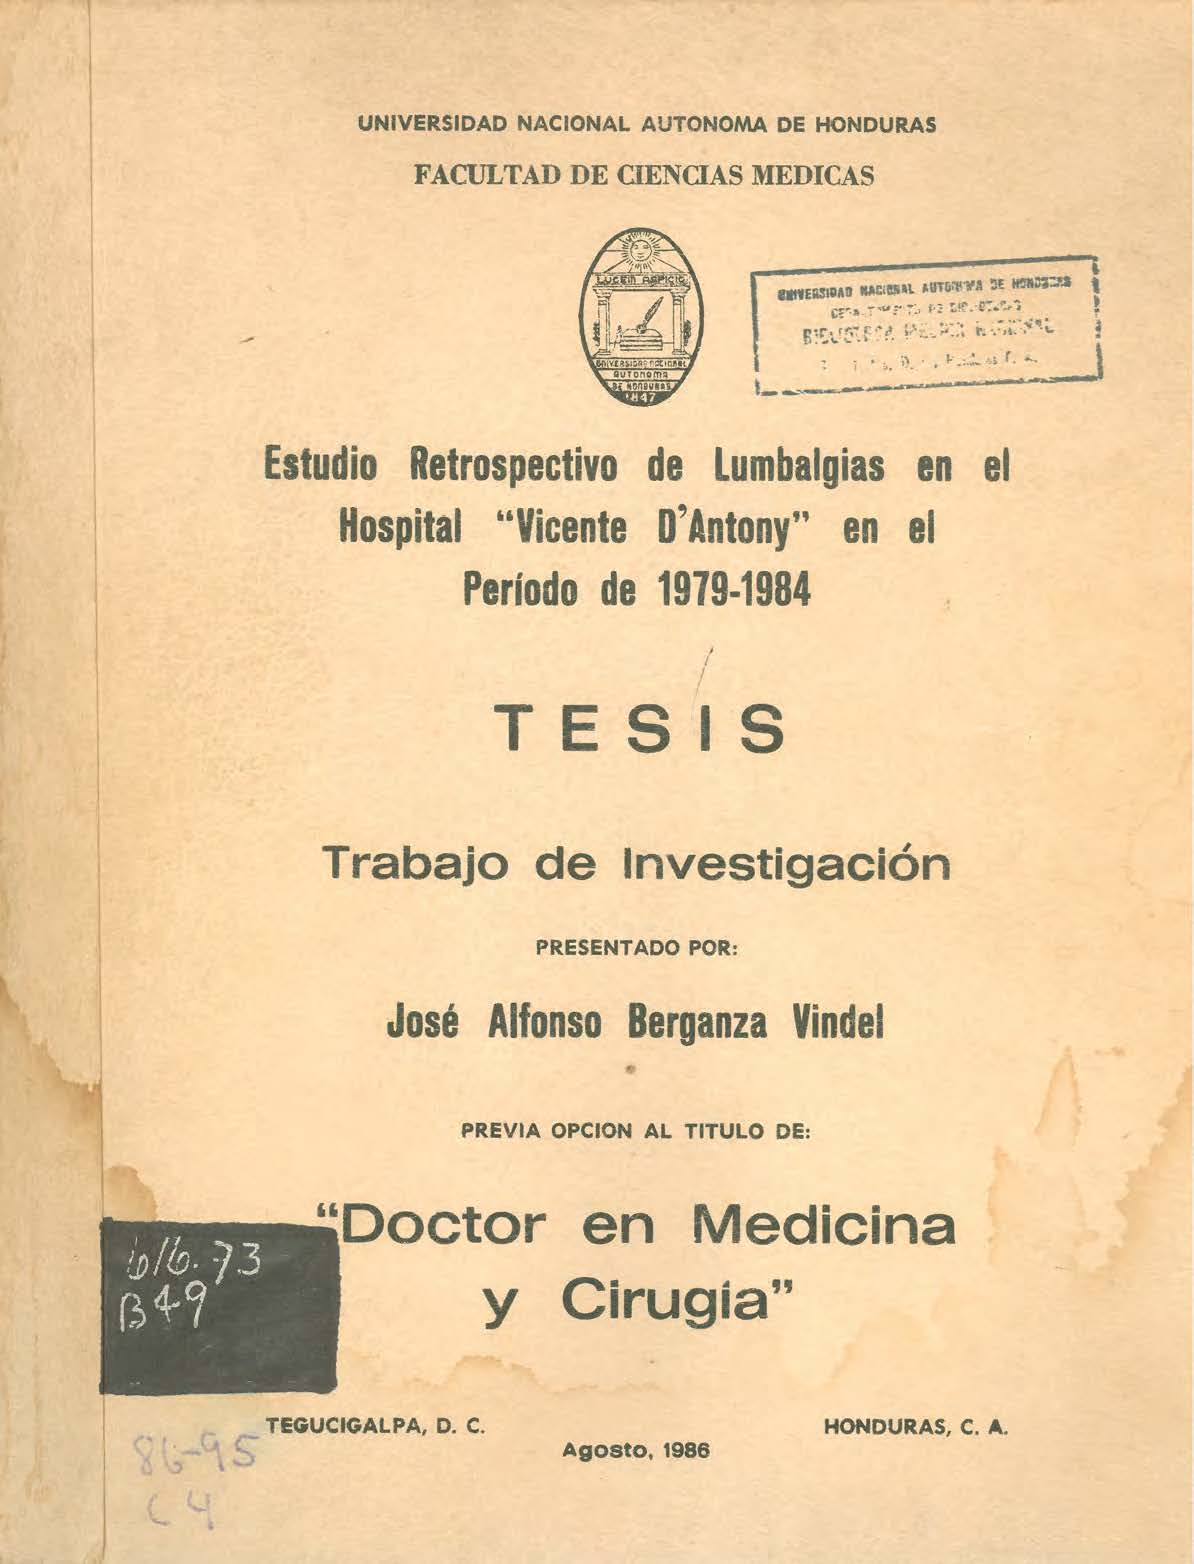 UNIVERSIDAD NACIONAL AUTONOMA DE HONDURAS
FACULTAD DE CIENCIAS MEDICAS
LUCEM ASPICIO
UNIVERSIDAD NACIONAL
AUTONOMA
DE HONDURAS
1847
UNIVERSIDAD NACIONAL AUTONOMA DE HONDURAS
BIBLIOTECA
Estudio Retrospectivo de Lumbalgias en el
Hospital “Vicente D’Antony” en el
Período de 1979-1984
TESIS
Trabajo de Investigación
PRESENTADO POR:
José Alfonso Berganza Vindel
PREVIA OPCION AL TITULO DE:
“Doctor en Medicina
y Cirugía”
616.73
B49
TEGUCIGALPA, D. C.
HONDURAS, C. A.
Agosto, 1986
86-95
C4